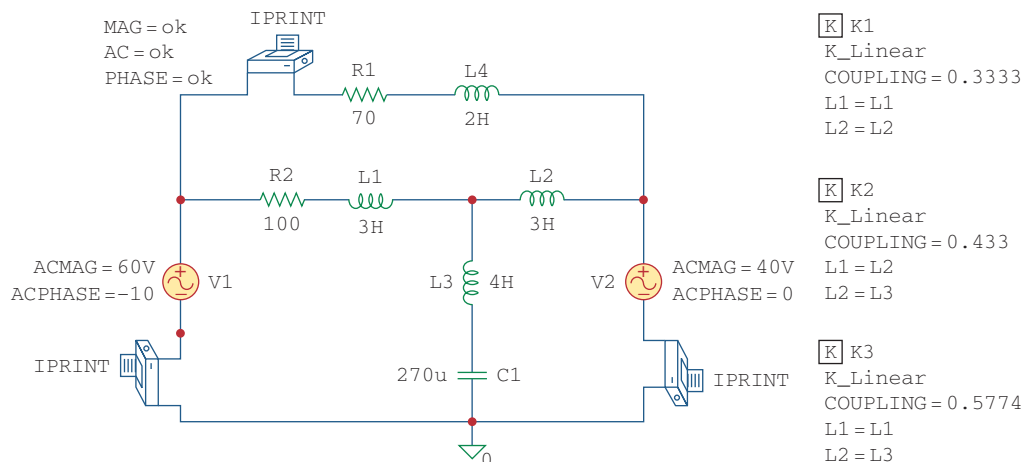 IPRINT
MAG=ok
AC=ok
PHASE=ok
R1
70
L4
2H
R2
100
L1
3H
L2
3H
ACMAG=60V
ACPHASE=−10
V1
L3
4H
V2
ACMAG=40V
ACPHASE=0
IPRINT
270u
C1
IPRINT
0
K K1
K_Linear
COUPLING=0.3333
L1=L1
L2=L2
K K2
K_Linear
COUPLING=0.433
L1=L2
L2=L3
K K3
K_Linear
COUPLING=0.5774
L1=L1
L2=L3